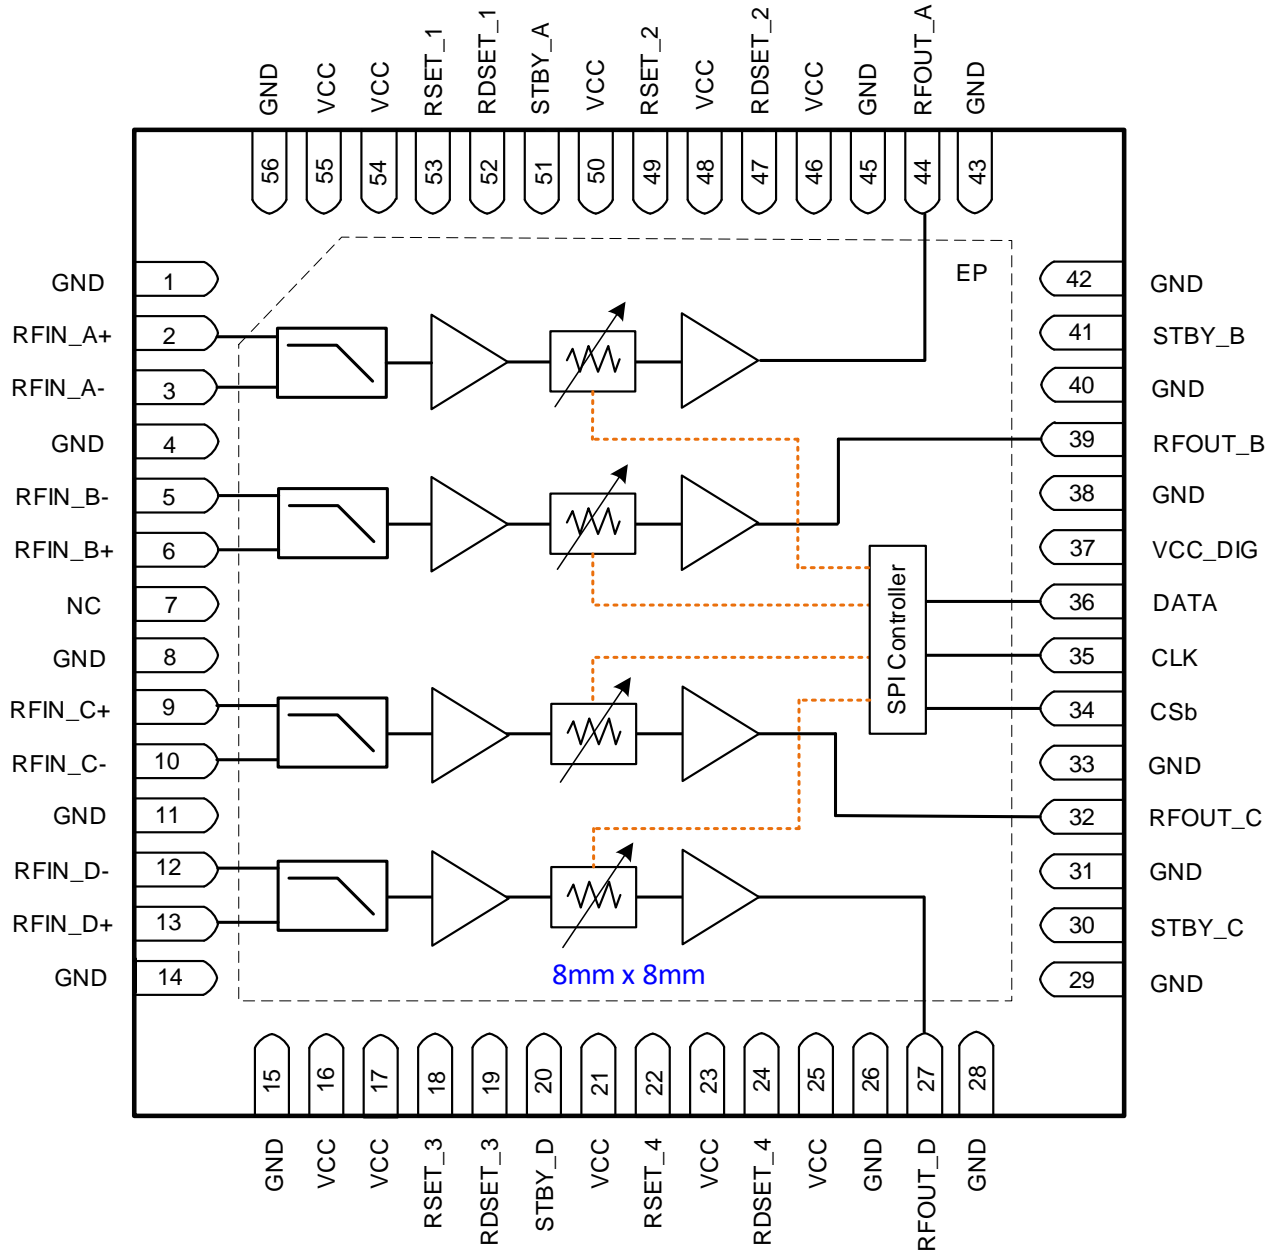 GND
VCC
VCC
RSET_1
RDSET_1
STBY_A
VCC
RSET_2
VCC
RDSET_2
VCC
GND
RFOUT_A
GND
56
55
54
53
52
51
50
49
48
47
46
45
44
43
GND
1
RFIN_A+
2
RFIN_A-
3
GND
4
RFIN_B-
5
RFIN_B+
6
NC
7
GND
8
RFIN_C+
9
RFIN_C-
10
GND
11
RFIN_D-
12
RFIN_D+
13
GND
14
EP
SPI Controller
8mm x 8mm
42
GND
41
STBY_B
40
GND
39
RFOUT_B
38
GND
37
VCC_DIG
36
DATA
35
CLK
34
CSb
33
GND
32
RFOUT_C
31
GND
30
STBY_C
29
GND
15
16
17
18
19
20
21
22
23
24
25
26
27
28
GND
VCC
VCC
RSET_3
RDSET_3
STBY_D
VCC
RSET_4
VCC
RDSET_4
VCC
GND
RFOUT_D
GND